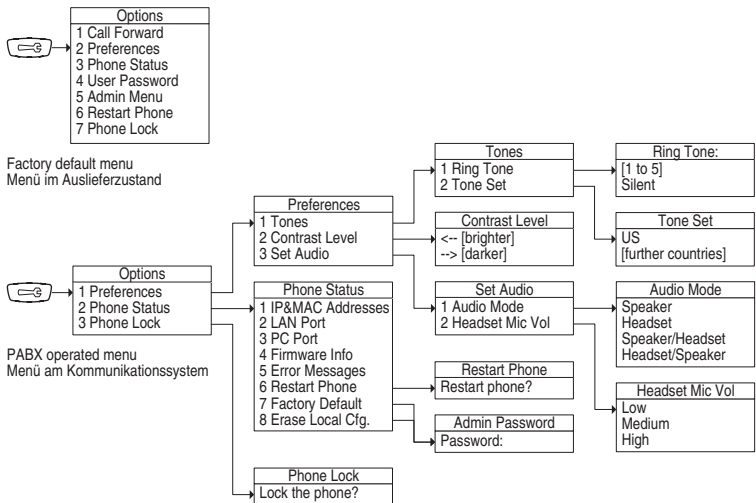 Options
1 Call Forward
2 Preferences
3 Phone Status
4 User Password
5 Admin Menu
6 Restart Phone
7 Phone Lock
Factory default menu
Menü im Auslieferzustand
Options
1 Preferences
2 Phone Status
3 Phone Lock
PABX operated menu
Menü am Kommunikationssystem
Preferences
1 Tones
2 Contrast Level
3 Set Audio
Phone Status
1 IP&MAC Addresses
2 LAN Port
3 PC Port
4 Firmware Info
5 Error Messages
6 Restart Phone
7 Factory Default
8 Erase Local Cfg.
Phone Lock
Lock the phone?
Tones
1 Ring Tone
2 Tone Set
Contrast Level
<-- [brighter]
--> [darker]
Set Audio
1 Audio Mode
2 Headset Mic Vol
Restart Phone
Restart phone?
Admin Password
Password:
Ring Tone:
[1 to 5]
Silent
Tone Set
US
[further countries]
Audio Mode
Speaker
Headset
Speaker/Headset
Headset/Speaker
Headset Mic Vol
Low
Medium
High